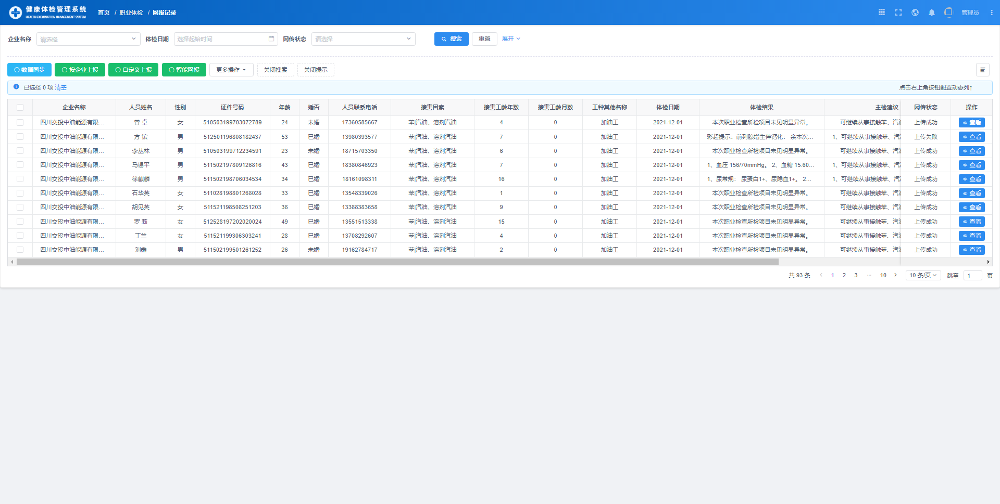 健康体检管理系统 首页 / 职业体检 / 网报记录 管理员
HEALTH EXOMINATION MANAGEMENT SYSTEM
企业名称 请选择 体检日期 选择起始时间 网传状态 请选择 搜索 重置 展开
数据同步 按企业上报 自定义上报 智能网报 更多操作 关闭搜索 关闭提示
已选择 0 项 清空 点击右上角按钮配置动态列↑
企业名称 人员姓名 性别 证件号码 年龄 婚否 人员联系电话 接害因素 接害工龄年数 接害工龄月数 工种其他名称 体检日期 体检结果 主检建议 网传状态 操作
四川交投中油能源有限... 曾 卓 女 510503199703072789 24 未婚 17360585667 苯|汽油、溶剂汽油 4 0 加油工 2021-12-01 本次职业检查所检项目未见明显异常。 可继续从事接触苯、汽油 上传成功 查看
四川交投中油能源有限... 方 镔 男 512501196808182437 53 已婚 13980393577 苯|汽油、溶剂汽油 7 0 加油工 2021-12-01 彩超提示：前列腺增生伴钙化； 余本次... 1、可继续从事接触苯、汽油 上传失败 查看
四川交投中油能源有限... 李丛林 男 510503199712234591 23 未婚 18715703350 苯|汽油、溶剂汽油 6 0 加油工 2021-12-01 本次职业检查所检项目未见明显异常。 可继续从事接触苯、汽油 上传成功 查看
四川交投中油能源有限... 马锡平 男 511502197809126816 43 已婚 18380846923 苯|汽油、溶剂汽油 7 0 加油工 2021-12-01 1、血压 156/70mmHg。 2、血糖 15.60... 1、可继续从事接触苯、汽油 上传成功 查看
四川交投中油能源有限... 徐麒麟 男 511502198706034534 34 已婚 18161098311 苯|汽油、溶剂汽油 16 0 加油工 2021-12-01 1、尿常规： 尿蛋白1+、尿隐血1+。 2... 1、可继续从事接触苯、汽油 上传成功 查看
四川交投中油能源有限... 石华英 女 511028198801268028 33 已婚 13548339026 苯|汽油、溶剂汽油 1 0 加油工 2021-12-01 本次职业检查所检项目未见明显异常。 可继续从事接触苯、汽油 上传成功 查看
四川交投中油能源有限... 胡见英 女 511521198508251203 36 已婚 13388383658 苯|汽油、溶剂汽油 9 0 加油工 2021-12-01 本次职业检查所检项目未见明显异常。 可继续从事接触苯、汽油 上传成功 查看
四川交投中油能源有限... 罗 莉 女 512528197202020024 49 已婚 13551513338 苯|汽油、溶剂汽油 15 0 加油工 2021-12-01 本次职业检查所检项目未见明显异常。 可继续从事接触苯、汽油 上传成功 查看
四川交投中油能源有限... 丁兰 女 511521199306303241 28 已婚 13708292607 苯|汽油、溶剂汽油 4 0 加油工 2021-12-01 本次职业检查所检项目未见明显异常。 可继续从事接触苯、汽油 上传成功 查看
四川交投中油能源有限... 刘鑫 男 511502199501261252 26 未婚 19162784717 苯|汽油、溶剂汽油 2 0 加油工 2021-12-01 本次职业检查所检项目未见明显异常。 可继续从事接触苯、汽油 上传成功 查看
共 93 条 1 2 3 ··· 10 10 条/页 跳至 1 页